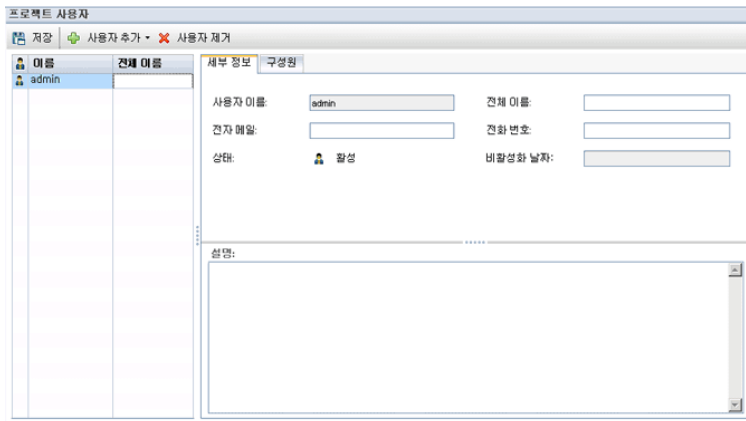 프로젝트 사용자
저장 사용자 추가 사용자 제거
이름 전체 이름
admin
세부 정보 구성원
사용자 이름: admin 전체 이름:
전자 메일: 전화 번호:
상태: 활성 비활성화 날짜:
설명: